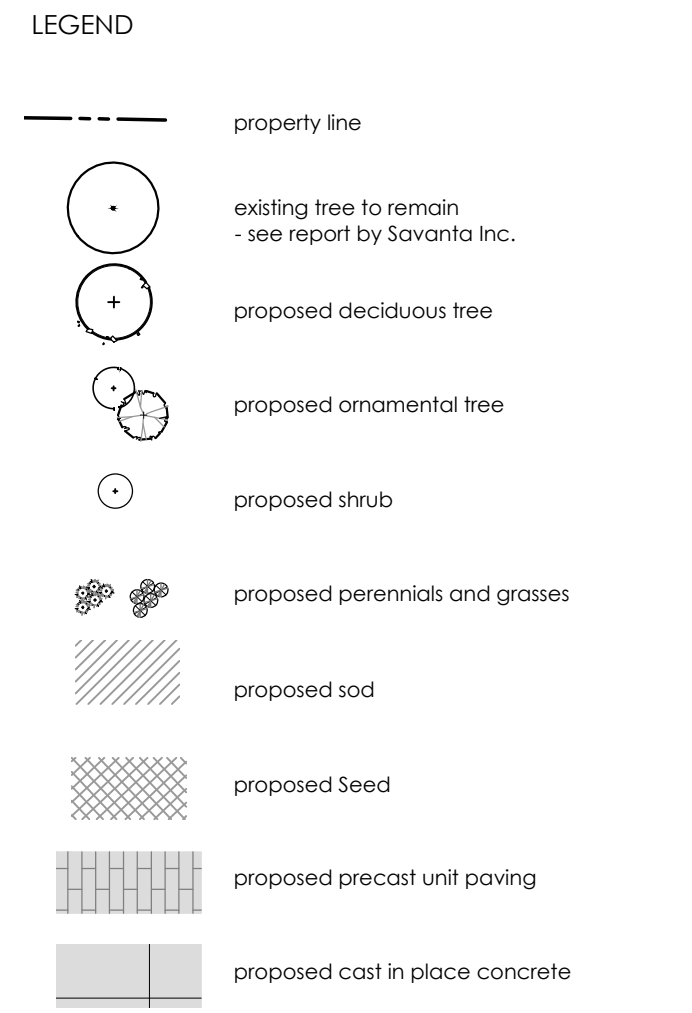 LEGEND
property line
existing tree to remain
- see report by Savanta Inc.
proposed deciduous tree
proposed ornamental tree
proposed shrub
proposed perennials and grasses
proposed sod
proposed Seed
proposed precast unit paving
proposed cast in place concrete